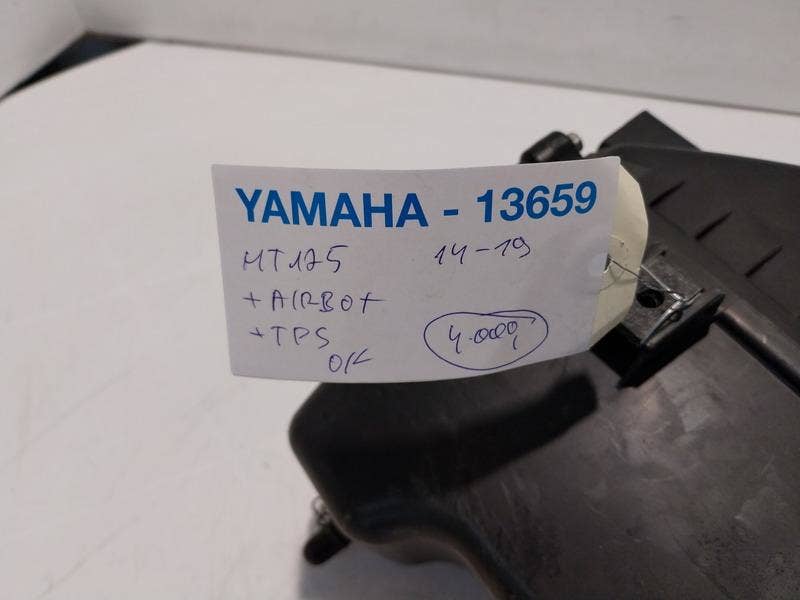 YAMAHA - 13659
MT125 14-19
+ AIRBOX
+ TPS
OK 4.000,